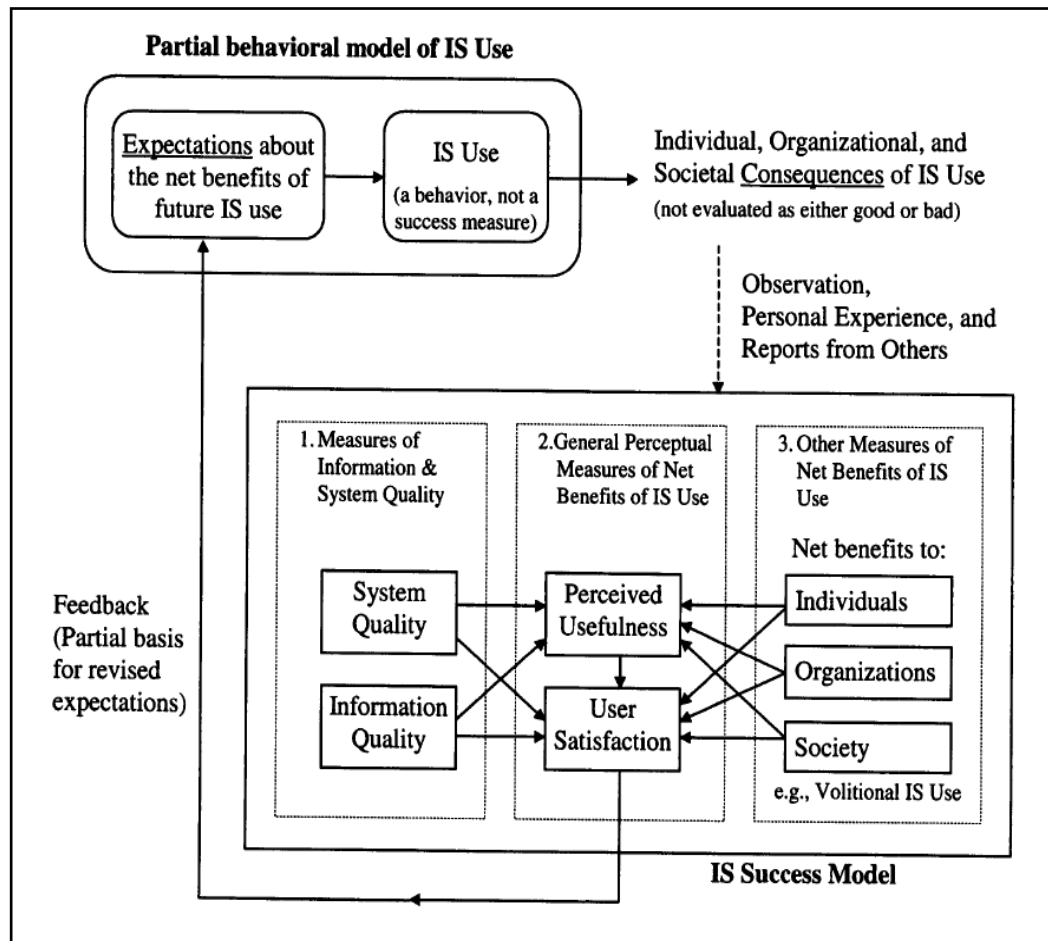 Partial behavioral model of IS Use
Expectations about
the net benefits of
future IS use
IS Use
(a behavior, not a
success measure)
Individual, Organizational, and
Societal Consequences of IS Use
(not evaluated as either good or bad)
Observation,
Personal Experience, and
Reports from Others
1. Measures of
Information &
System Quality
2.General Perceptual
Measures of Net
Benefits of IS Use
3. Other Measures of
Net Benefits of IS
Use
Net benefits to:
System
Quality
Information
Quality
Perceived
Usefulness
User
Satisfaction
Individuals
Organizations
Society
e.g., Volitional IS Use
Feedback
(Partial basis
for revised
expectations)
IS Success Model